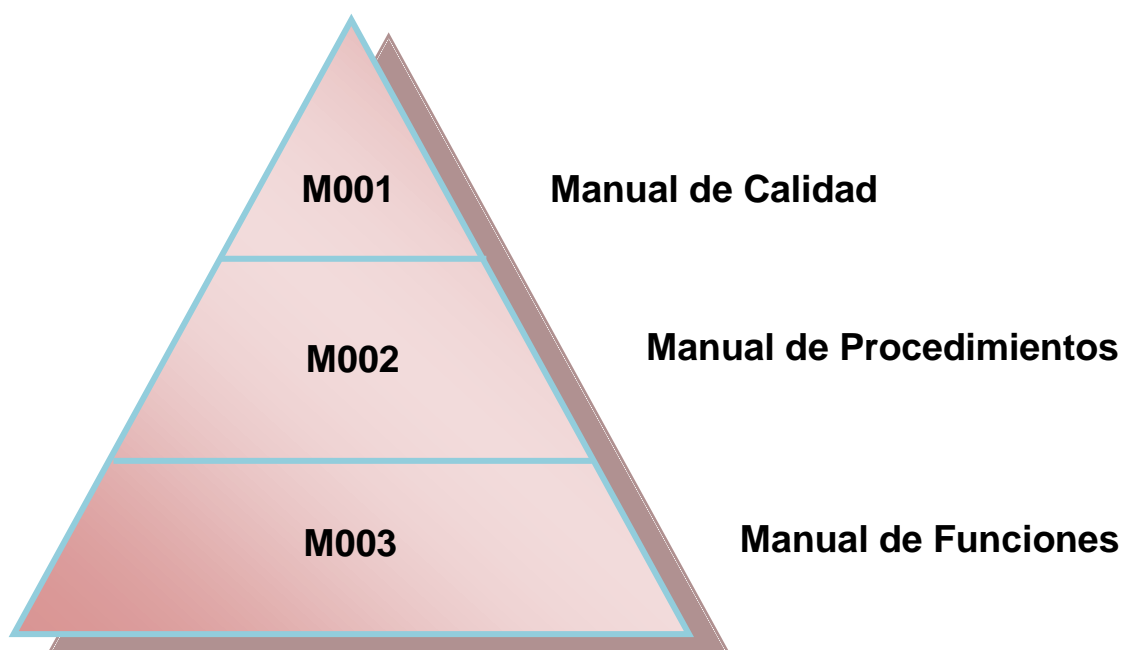 M001 Manual de Calidad
M002 Manual de Procedimientos
M003 Manual de Funciones